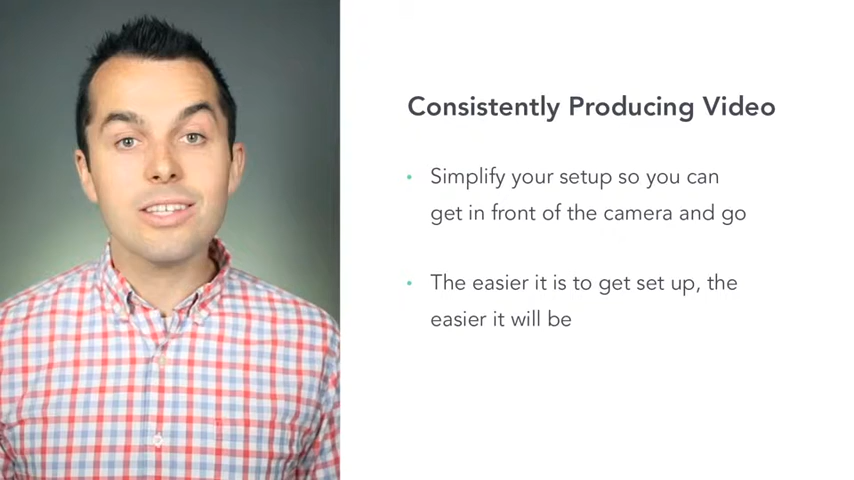 Consistently Producing Video
• Simplify your setup so you can
get in front of the camera and go
• The easier it is to get set up, the
easier it will be